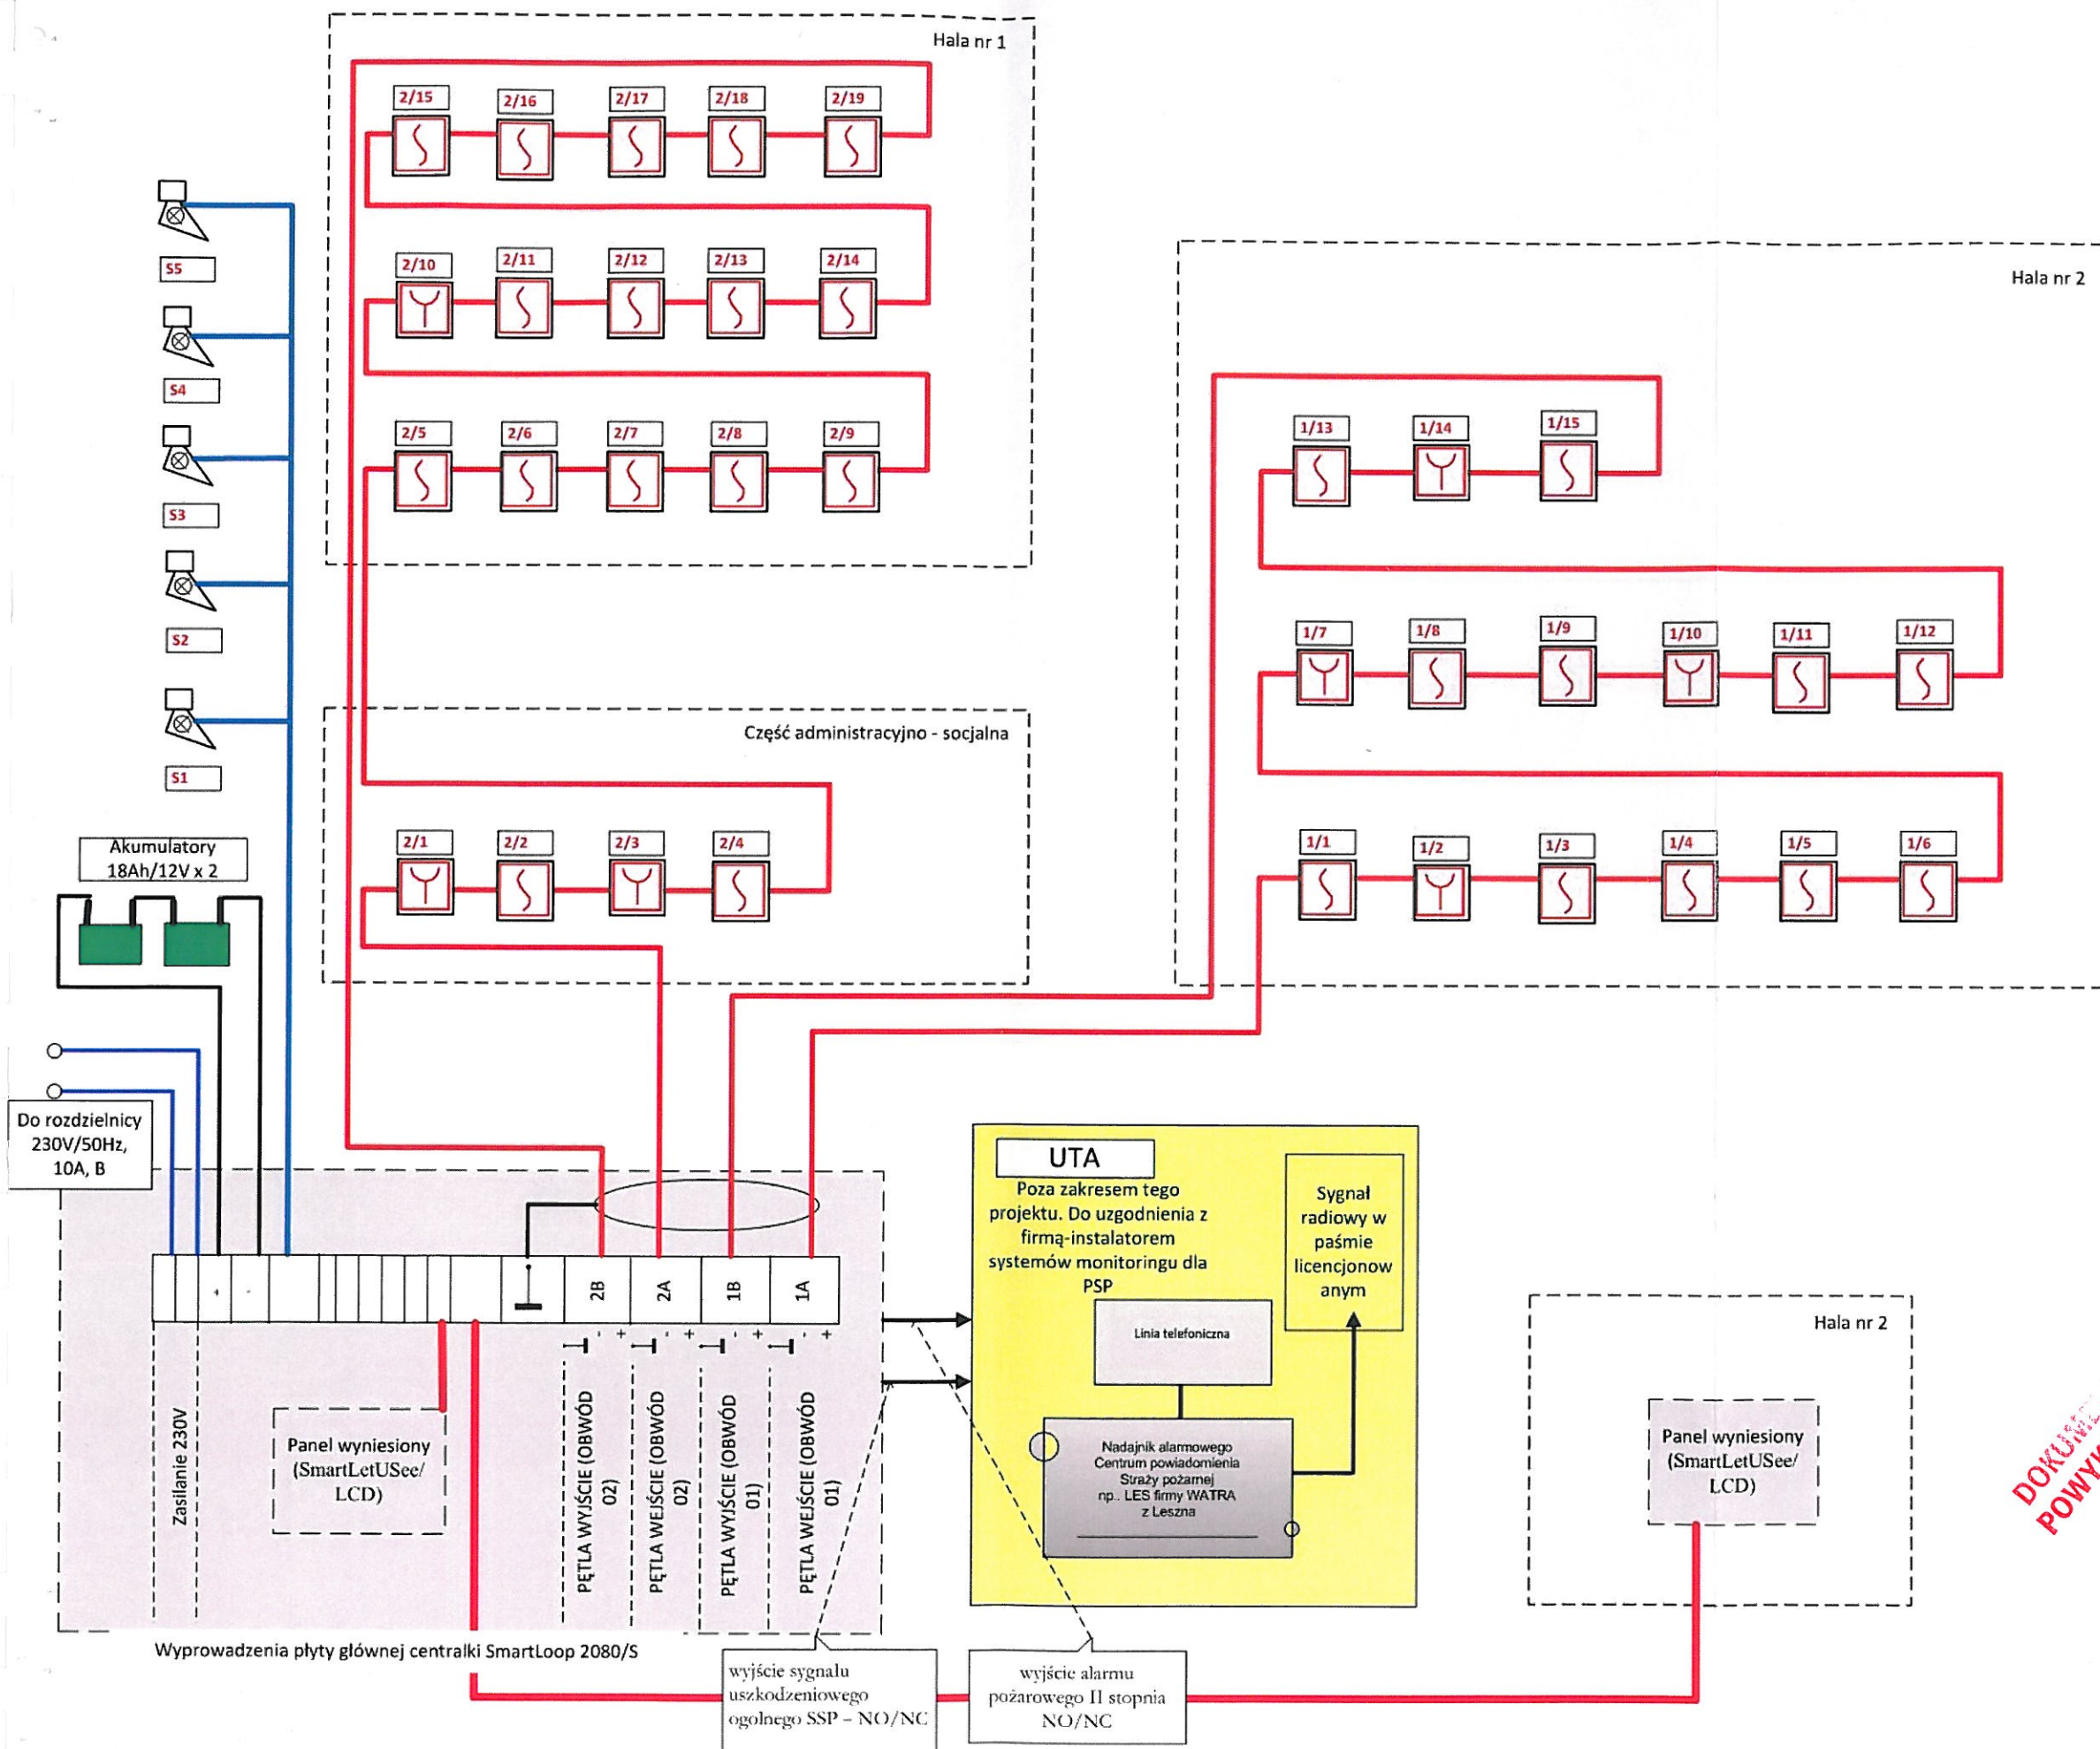 Hala nr 1
2/15
2/16
2/17
2/18
2/19
2/10
2/11
2/12
2/13
2/14
2/5
2/6
2/7
2/8
2/9
S5
S4
S3
S2
S1
Hala nr 2
1/13
1/14
1/15
1/7
1/8
1/9
1/10
1/11
1/12
1/1
1/2
1/3
1/4
1/5
1/6
Część administracyjno - socjalna
2/1
2/2
2/3
2/4
Akumulatory
18Ah/12V x 2
Do rozdzielnicy
230V/50Hz,
10A, B
2B
2A
1B
1A
- +
- +
- +
- +
Zasilanie 230V
Panel wyniesiony
(SmartLetUSee/
LCD)
PĘTLA WYJŚCIE (OBWÓD
02)
PĘTLA WEJŚCIE (OBWÓD
02)
PĘTLA WYJŚCIE (OBWÓD
01)
PĘTLA WEJŚCIE (OBWÓD
01)
Wyprowadzenia płyty głównej centralki SmartLoop 2080/S
UTA
Poza zakresem tego
projektu. Do uzgodnienia z
firmą-instalatorem
systemów monitoringu dla
PSP
Sygnał
radiowy w
paśmie
licencjonow
anym
Linia telefoniczna
Nadajnik alarmowego
Centrum powiadomienia
Straży pożarnej
np.. LES firmy WATRA
z Leszna
Hala nr 2
Panel wyniesiony
(SmartLetUSee/
LCD)
wyjście sygnału
uszkodzeniowego
ogolnego SSP – NO/NC
wyjście alarmu
pożarowego II stopnia
NO/NC